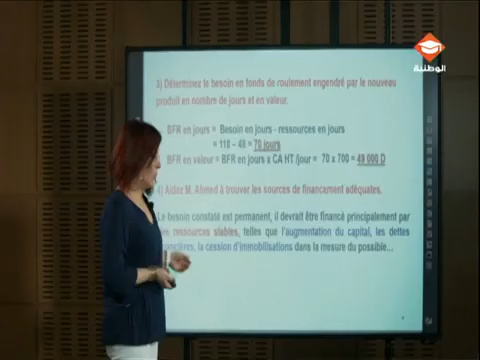 الوطنية
3) Déterminez le besoin en fonds de roulement engendré par le nouveau
produit en nombre de jours et en valeur.
BFR en jours = Besoin en jours - ressources en jours
= 118 – 48 = 70 jours
BFR en valeur = BFR en jours x CA HT /jour = 70 x 700 = 49 000 D
4) Aidez M. Ahmed à trouver les sources de financement adéquates.
Le besoin constaté est permanent, il devrait être financé principalement par
ressources stables, telles que l'augmentation du capital, les dettes
financières, la cession d'immobilisations dans la mesure du possible...